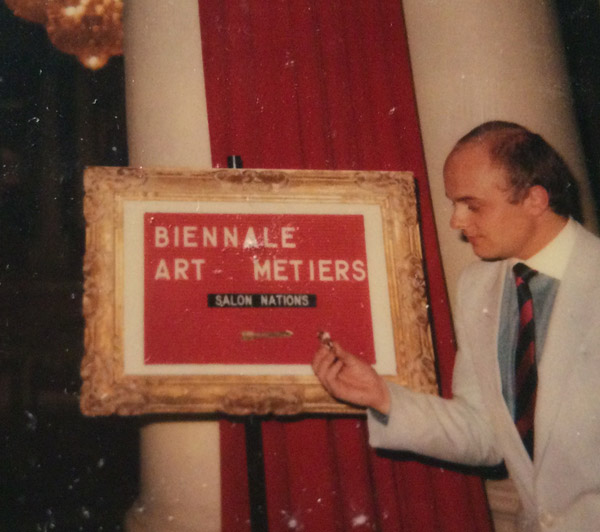 BIENNALE
ART - METIERS
SALON NATIONS